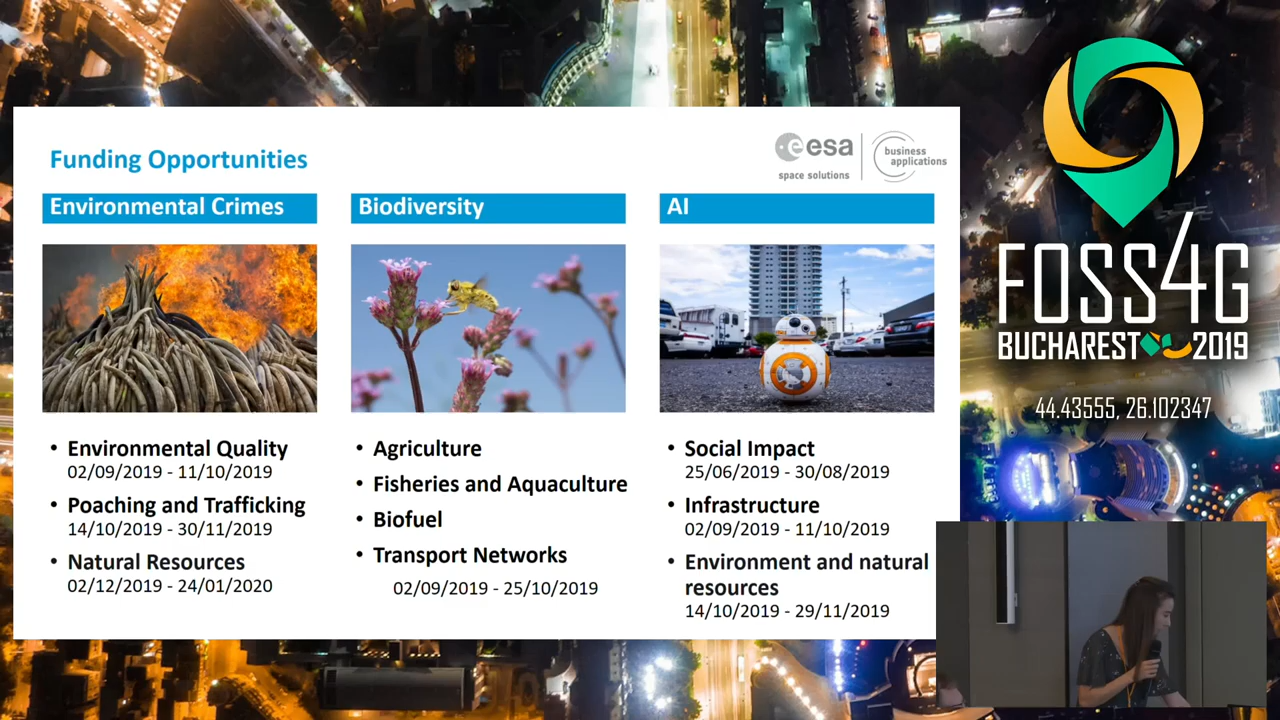 Funding Opportunities
esa
space solutions
business
applications
Environmental Crimes
• Environmental Quality
02/09/2019 - 11/10/2019
• Poaching and Trafficking
14/10/2019 - 30/11/2019
• Natural Resources
02/12/2019 - 24/01/2020
Biodiversity
• Agriculture
• Fisheries and Aquaculture
• Biofuel
• Transport Networks
02/09/2019 - 25/10/2019
AI
• Social Impact
25/06/2019 - 30/08/2019
• Infrastructure
02/09/2019 - 11/10/2019
• Environment and natural
resources
14/10/2019 - 29/11/2019
FOSS4G
BUCHAREST 2019
44.43555, 26.102347